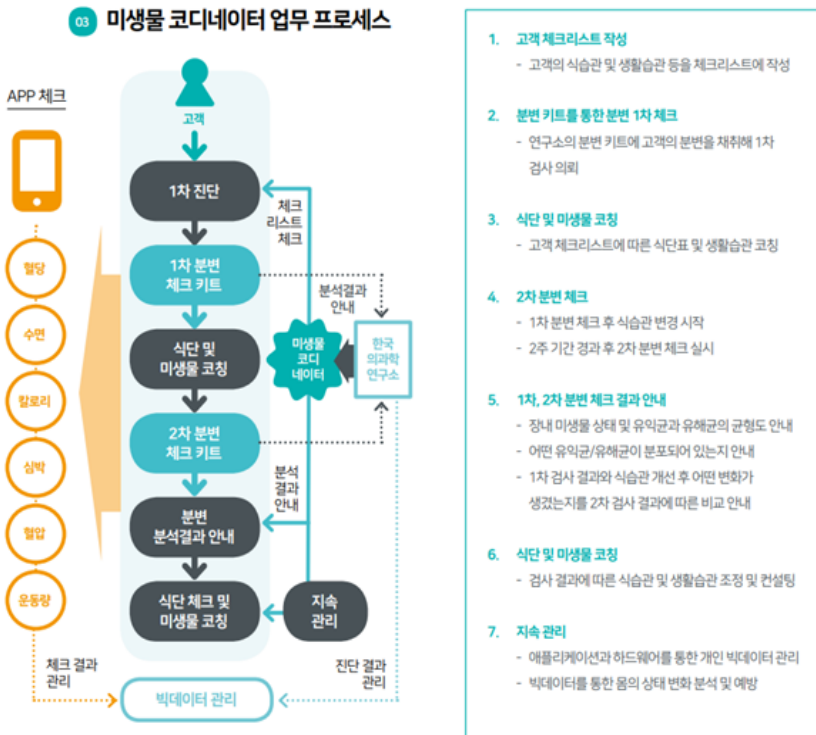 03 미생물 코디네이터 업무 프로세스
APP 체크
혈당
수면
칼로리
심박
혈압
운동량
체크 결과
관리
고객
1차 진단
1차 분변
체크 키트
식단 및
미생물 코칭
2차 분변
체크 키트
분변
분석결과 안내
식단 체크 및
미생물 코칭
빅데이터 관리
체크
리스트
체크
분석결과
안내
미생물
코디
네이터
한국
의과학
연구소
분석
결과
안내
지속
관리
진단 결과
관리
1. 고객 체크리스트 작성
- 고객의 식습관 및 생활습관 등을 체크리스트에 작성
2. 분변 키트를 통한 분변 1차 체크
- 연구소의 분변 키트에 고객의 분변을 채취해 1차
검사 의뢰
3. 식단 및 미생물 코칭
- 고객 체크리스트에 따른 식단표 및 생활습관 코칭
4. 2차 분변 체크
- 1차 분변 체크 후 식습관 변경 시작
- 2주 기간 경과 후 2차 분변 체크 실시
5. 1차, 2차 분변 체크 결과 안내
- 장내 미생물 상태 및 유익균과 유해균의 균형도 안내
- 어떤 유익균/유해균이 분포되어 있는지 안내
- 1차 검사 결과와 식습관 개선 후 어떤 변화가
생겼는지를 2차 검사 결과에 따른 비교 안내
6. 식단 및 미생물 코칭
- 검사 결과에 따른 식습관 및 생활습관 조정 및 컨설팅
7. 지속 관리
- 애플리케이션과 하드웨어를 통한 개인 빅데이터 관리
- 빅데이터를 통한 몸의 상태 변화 분석 및 예방